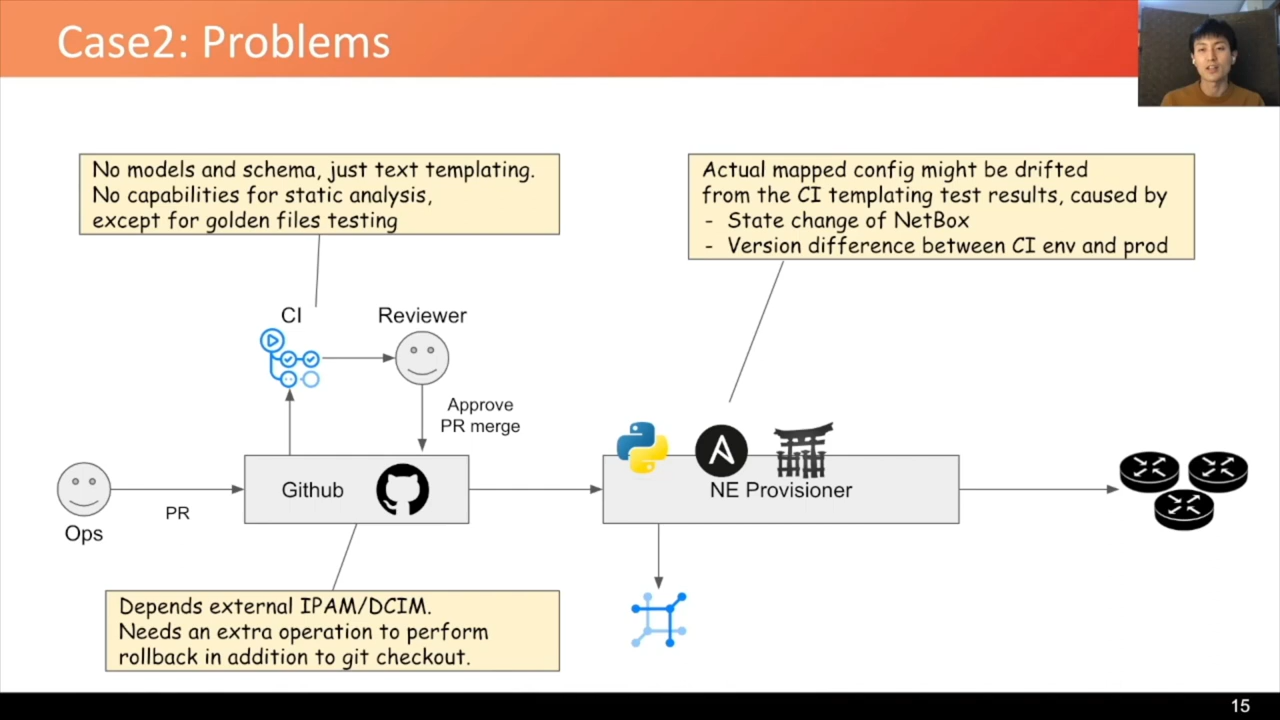 Case2: Problems
No models and schema, just text templating.
No capabilities for static analysis,
except for golden files testing
Actual mapped config might be drifted
from the CI templating test results, caused by
- State change of NetBox
- Version difference between CI env and prod
CI
Reviewer
Approve
PR merge
Github
NE Provisioner
PR
Ops
Depends external IPAM/DCIM.
Needs an extra operation to perform
rollback in addition to git checkout.
15